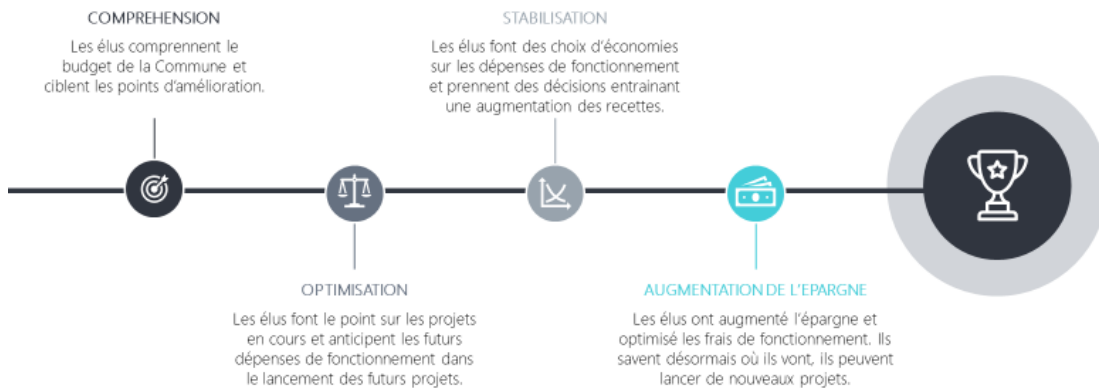 COMPREHENSION
Les élus comprennent le
budget de la Commune et
ciblent les points d'amélioration.
OPTIMISATION
Les élus font le point sur les projets
en cours et anticipent les futurs
dépenses de fonctionnement dans
le lancement des futurs projets.
STABILISATION
Les élus font des choix d'économies
sur les dépenses de fonctionnement
et prennent des décisions entrainant
une augmentation des recettes.
AUGMENTATION DE L'EPARGNE
Les élus ont augmenté l'épargne et
optimisé les frais de fonctionnement. Ils
savent désormais où ils vont, ils peuvent
lancer de nouveaux projets.